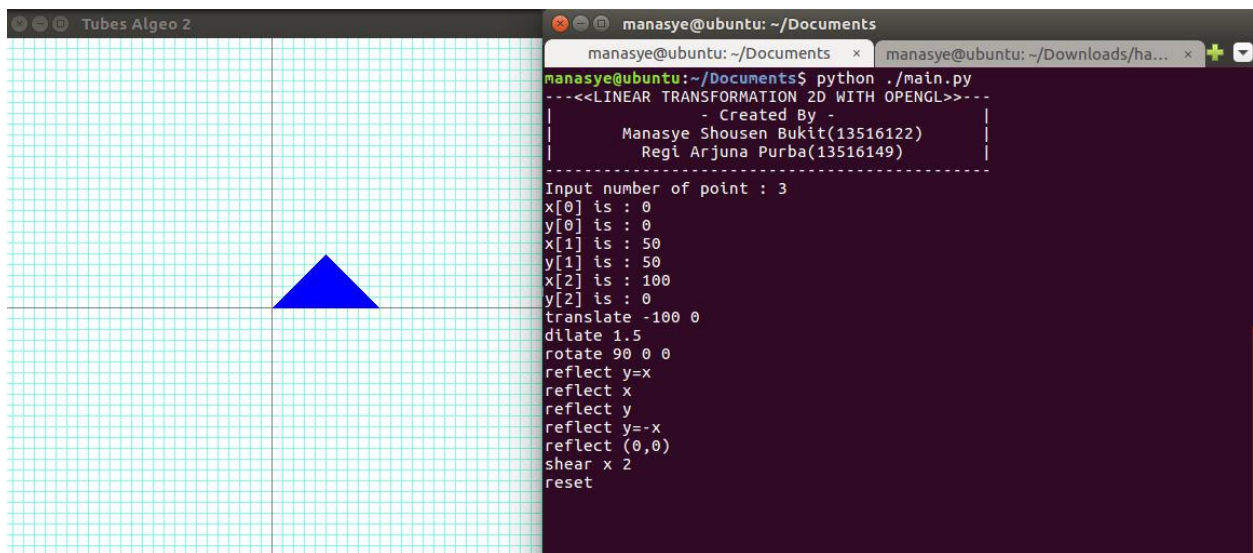 Tubes Algeo 2
manasye@ubuntu: ~/Documents
manasye@ubuntu: ~/Documents × manasye@ubuntu: ~/Downloads/ha... ×
manasye@ubuntu:~/Documents$ python ./main.py
---<<LINEAR TRANSFORMATION 2D WITH OPENGL>>---
| - Created By - |
| Manasye Shousen Bukit(13516122) |
| Regi Arjuna Purba(13516149) |
----------------------------------------------
Input number of point : 3
x[0] is : 0
y[0] is : 0
x[1] is : 50
y[1] is : 50
x[2] is : 100
y[2] is : 0
translate -100 0
dilate 1.5
rotate 90 0 0
reflect y=x
reflect x
reflect y
reflect y=-x
reflect (0,0)
shear x 2
reset